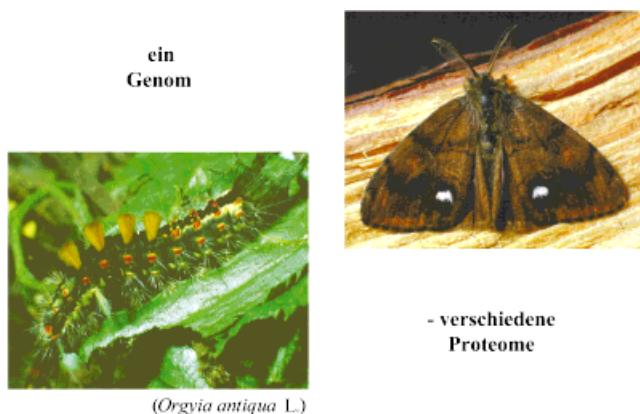 ein
Genom
- verschiedene
Proteome
(Orgyia antiqua L.)